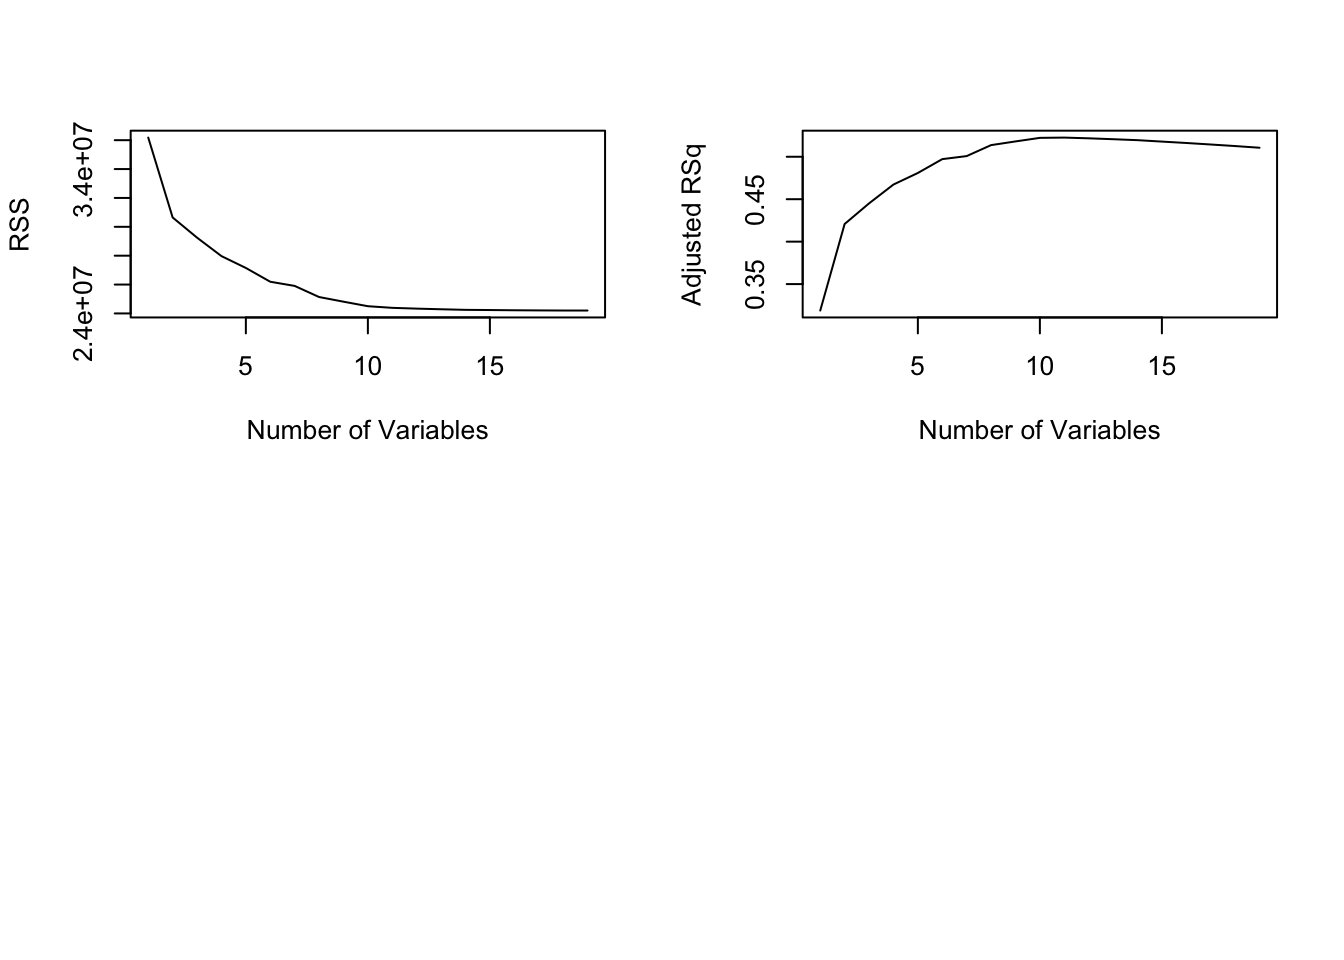 RSS
3.4e+07
2.4e+07
5 10 15
Number of Variables
Adjusted RSq
0.45
0.35
5 10 15
Number of Variables